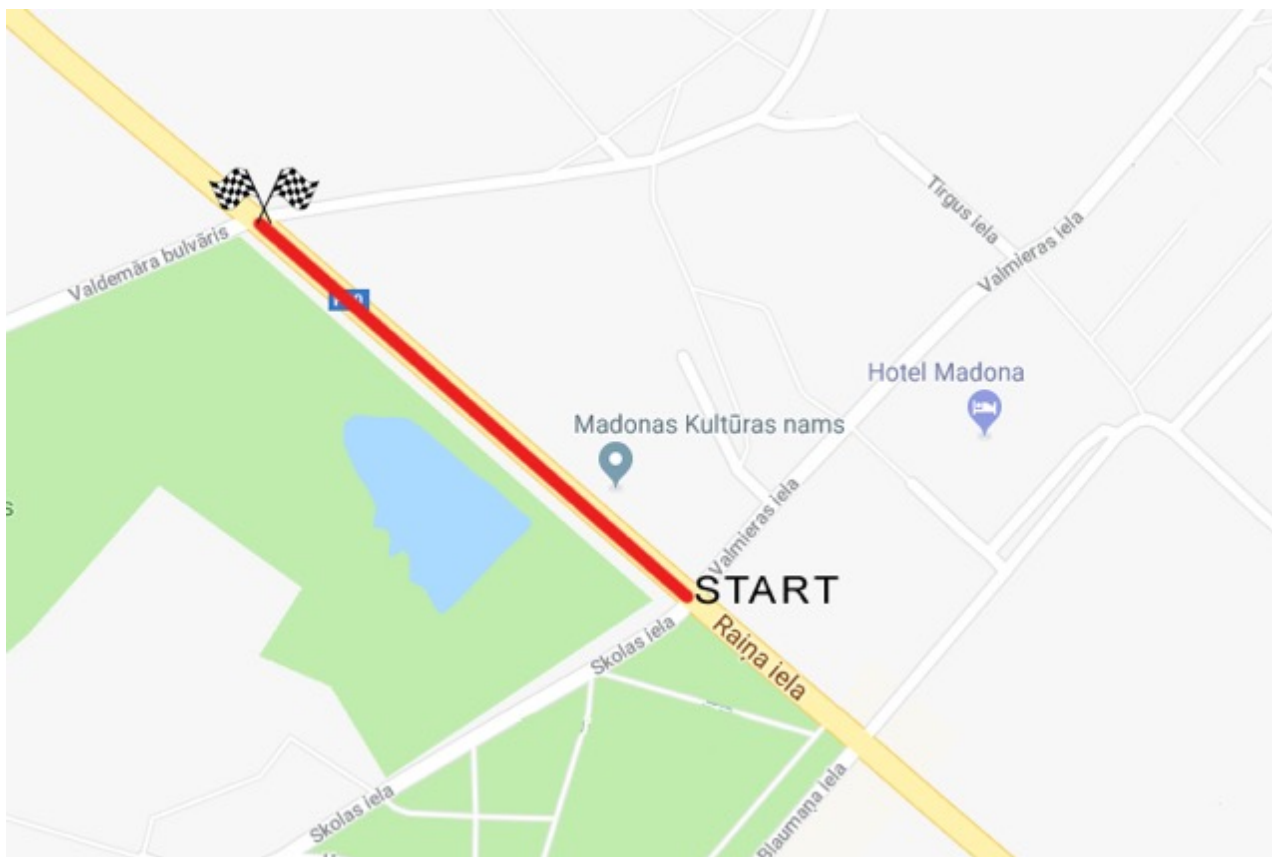 Valdemāra bulvāris
Tirgus iela
Valmieras iela
Hotel Madona
Madonas Kultūras nams
Valmieras iela
START
Raiņa iela
Skolas iela
Skolas iela
Blaumaņa iela
s